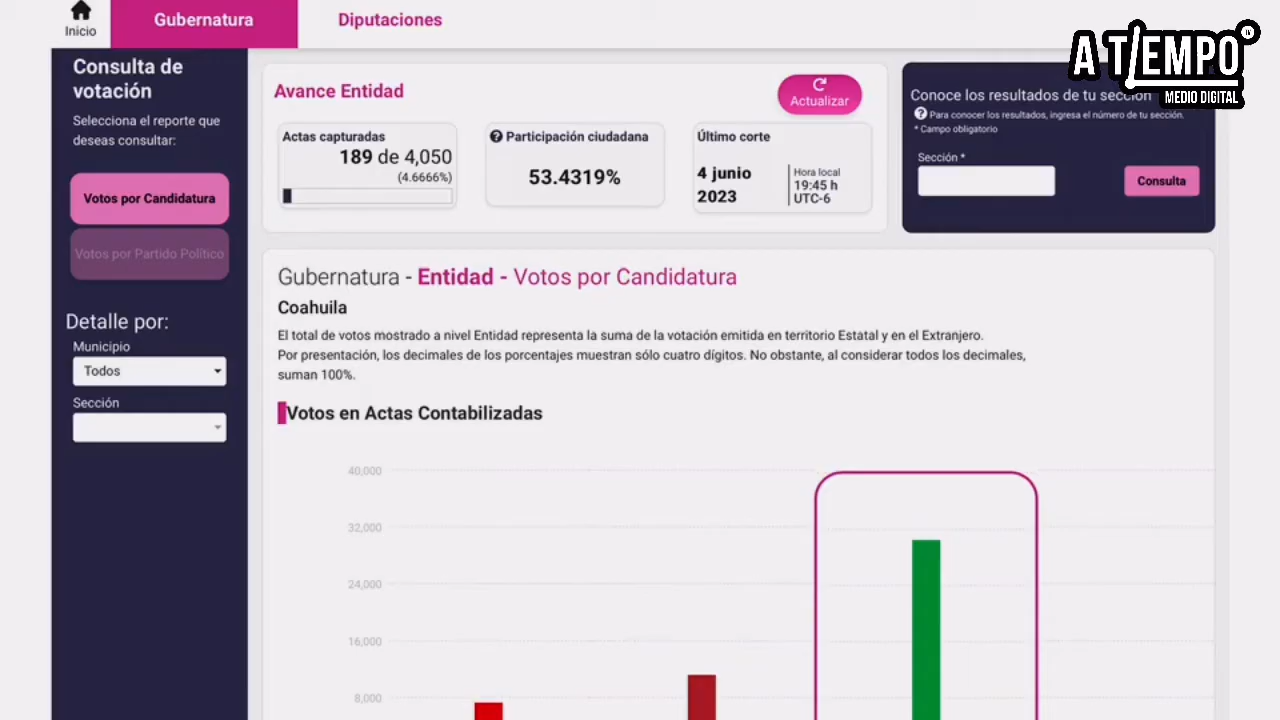 Inicio
Gubernatura
Diputaciones
A TIEMPO
TV
MEDIO DIGITAL
Consulta de
votación
Selecciona el reporte que
deseas consultar:
Votos por Candidatura
Votos por Partido Político
Detalle por:
Municipio
Todos
Sección
Avance Entidad
Actualizar
Actas capturadas
189 de 4,050
(4.6666%)
? Participación ciudadana
53.4319%
Último corte
4 junio
2023
Hora local
19:45 h
UTC-6
Conoce los resultados de tu sección
? Para conocer los resultados, ingresa el número de tu sección.
* Campo obligatorio
Sección *
Consulta
Gubernatura - Entidad - Votos por Candidatura
Coahuila
El total de votos mostrado a nivel Entidad representa la suma de la votación emitida en territorio Estatal y en el Extranjero.
Por presentación, los decimales de los porcentajes muestran sólo cuatro dígitos. No obstante, al considerar todos los decimales,
suman 100%.
Votos en Actas Contabilizadas
40,000
32,000
24,000
16,000
8,000